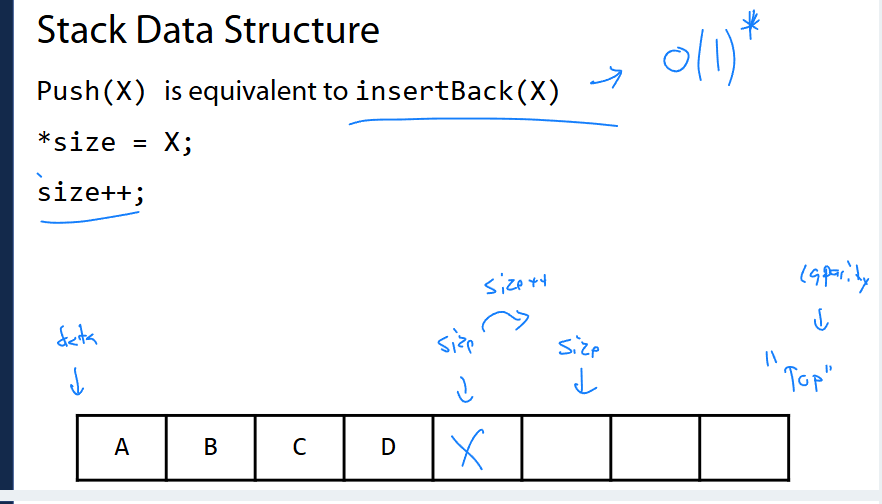 Stack Data Structure
Push(X) is equivalent to insertBack(X) → O(1)*
*size = X;
size++;
size++
capacity
data
size
size
"Top"
A B C D X